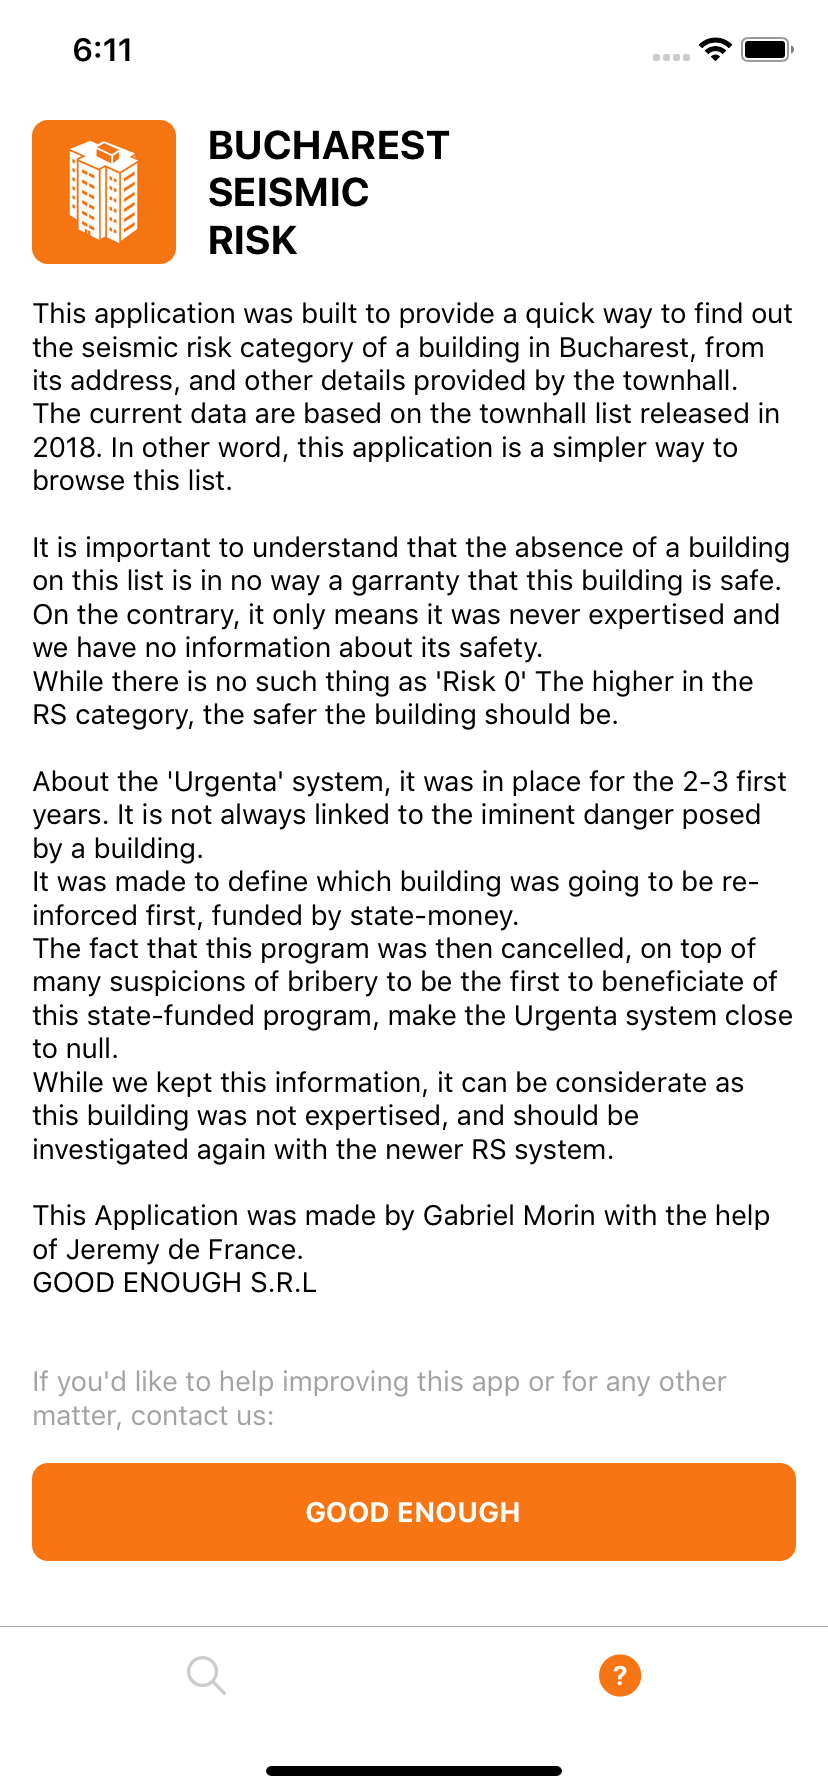 6:11
BUCHAREST
SEISMIC
RISK
This application was built to provide a quick way to find out
the seismic risk category of a building in Bucharest, from
its address, and other details provided by the townhall.
The current data are based on the townhall list released in
2018. In other word, this application is a simpler way to
browse this list.
It is important to understand that the absence of a building
on this list is in no way a garranty that this building is safe.
On the contrary, it only means it was never expertised and
we have no information about its safety.
While there is no such thing as 'Risk 0' The higher in the
RS category, the safer the building should be.
About the 'Urgenta' system, it was in place for the 2-3 first
years. It is not always linked to the iminent danger posed
by a building.
It was made to define which building was going to be re-
inforced first, funded by state-money.
The fact that this program was then cancelled, on top of
many suspicions of bribery to be the first to beneficiate of
this state-funded program, make the Urgenta system close
to null.
While we kept this information, it can be considerate as
this building was not expertised, and should be
investigated again with the newer RS system.
This Application was made by Gabriel Morin with the help
of Jeremy de France.
GOOD ENOUGH S.R.L
If you'd like to help improving this app or for any other
matter, contact us:
GOOD ENOUGH
?